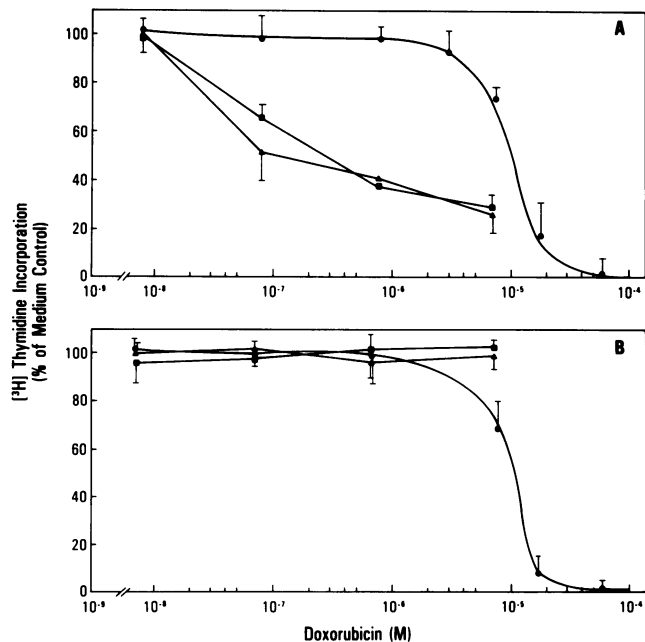 A
100
80
60
40
20
0
10⁻⁹ 10⁻⁸ 10⁻⁷ 10⁻⁶ 10⁻⁵ 10⁻⁴
[³H] Thymidine Incorporation
(% of Medium Control)
B
100
80
60
40
20
0
10⁻⁹ 10⁻⁸ 10⁻⁷ 10⁻⁶ 10⁻⁵ 10⁻⁴
Doxorubicin (M)